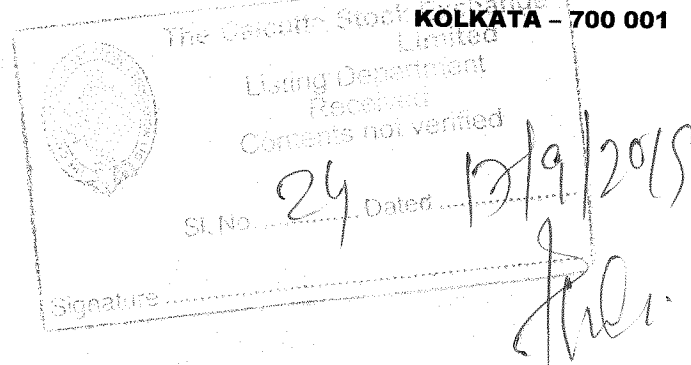 KOLKATA – 700 001
The Calcutta Stock Exchange
Limited
Listing Department
Received
Contents not verified
Sl. No. 24 Dated /9/2015
Signature